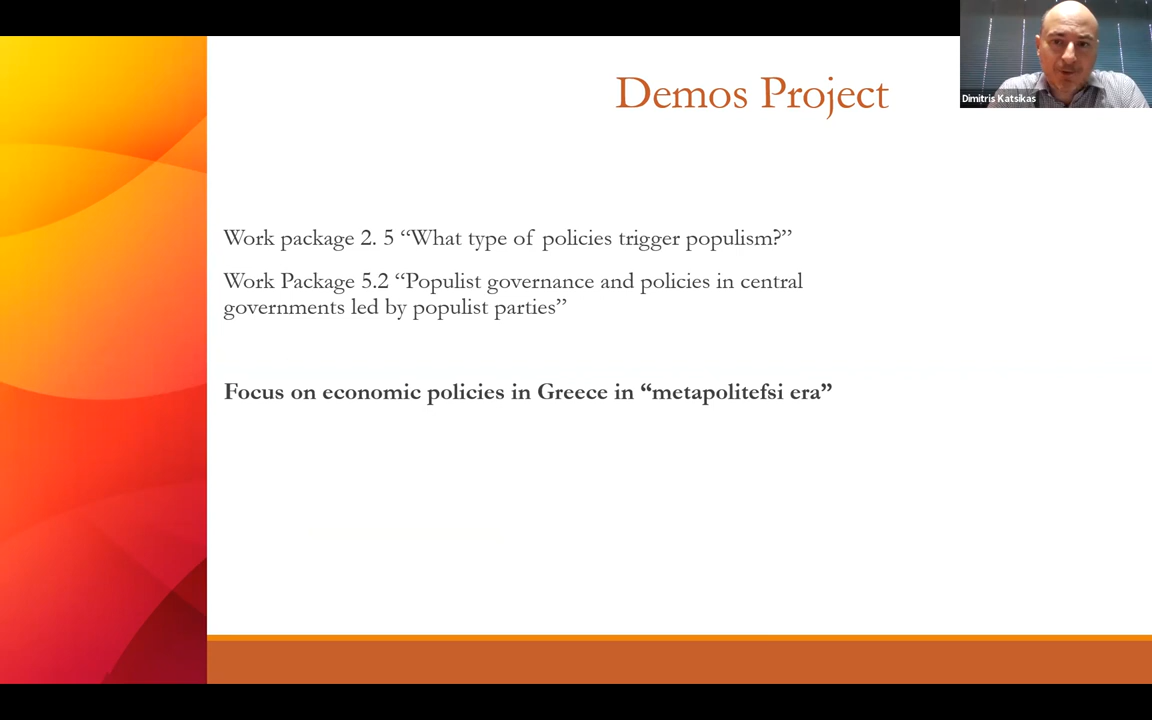 Demos Project
Dimitris Katsikas
Work package 2. 5 “What type of policies trigger populism?”
Work Package 5.2 “Populist governance and policies in central
governments led by populist parties”
Focus on economic policies in Greece in “metapolitefsi era”